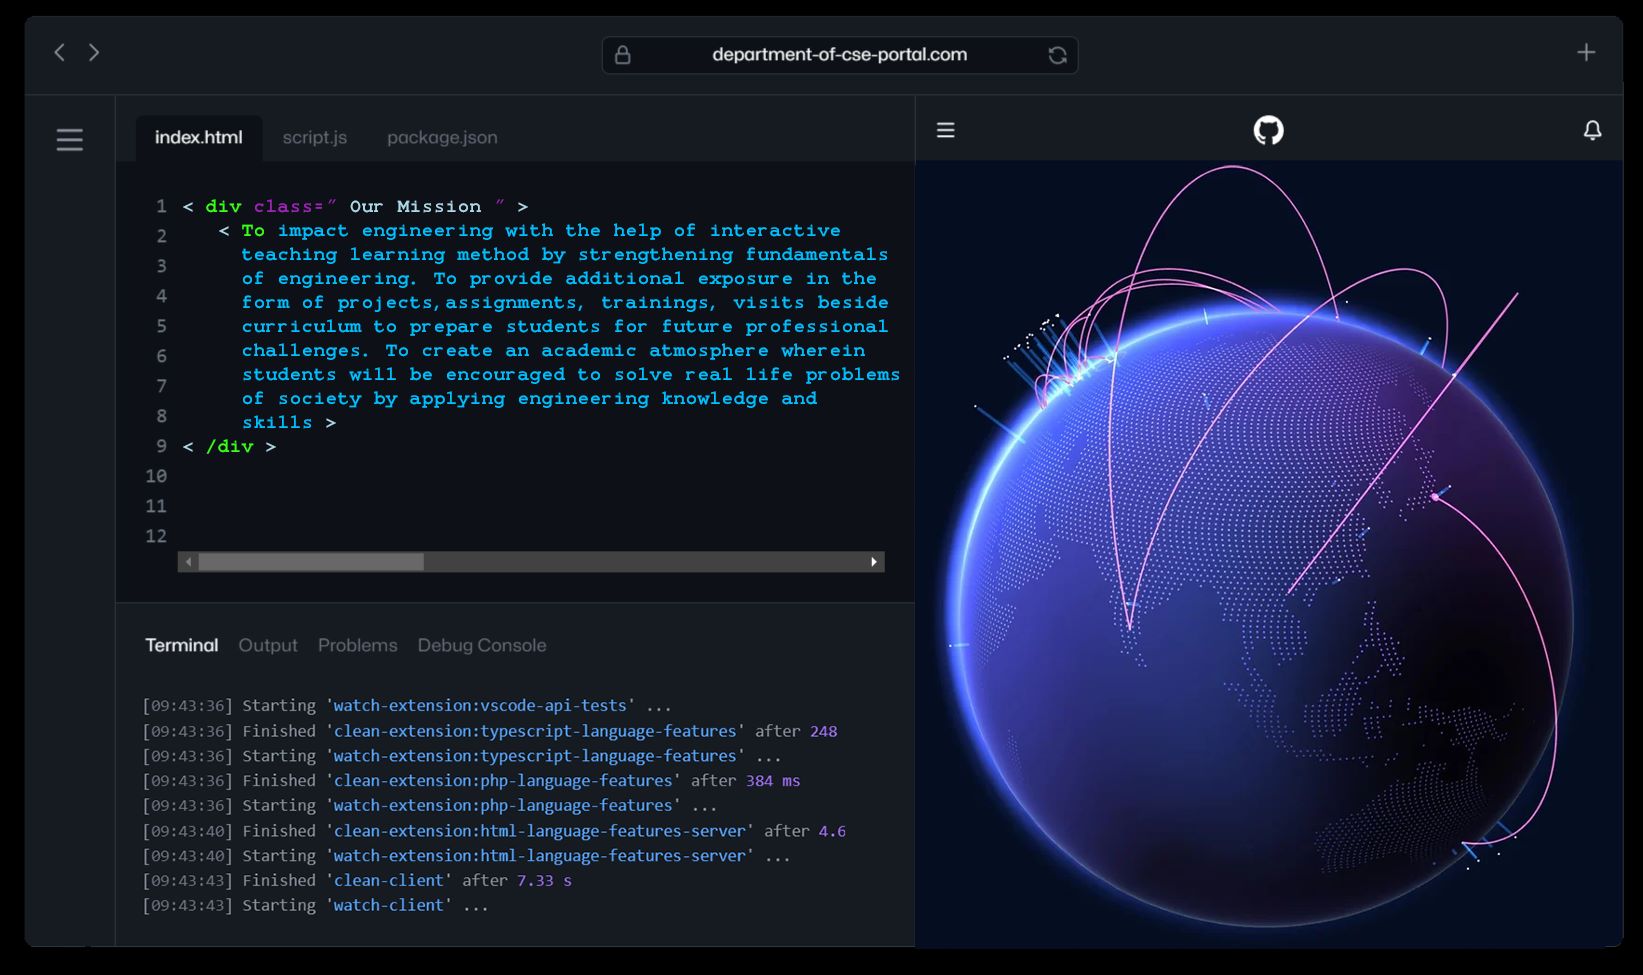 department-of-cse-portal.com
index.html script.js package.json
1 < div class=" Our Mission " >
2 < To impact engineering with the help of interactive
teaching learning method by strengthening fundamentals
3 of engineering. To provide additional exposure in the
4 form of projects,assignments, trainings, visits beside
5 curriculum to prepare students for future professional
6 challenges. To create an academic atmosphere wherein
7 students will be encouraged to solve real life problems
of society by applying engineering knowledge and
8 skills >
9 < /div >
10
11
12
Terminal Output Problems Debug Console
[09:43:36] Starting 'watch-extension:vscode-api-tests' ...
[09:43:36] Finished 'clean-extension:typescript-language-features' after 248
[09:43:36] Starting 'watch-extension:typescript-language-features' ...
[09:43:36] Finished 'clean-extension:php-language-features' after 384 ms
[09:43:36] Starting 'watch-extension:php-language-features' ...
[09:43:40] Finished 'clean-extension:html-language-features-server' after 4.6
[09:43:40] Starting 'watch-extension:html-language-features-server' ...
[09:43:43] Finished 'clean-client' after 7.33 s
[09:43:43] Starting 'watch-client' ...